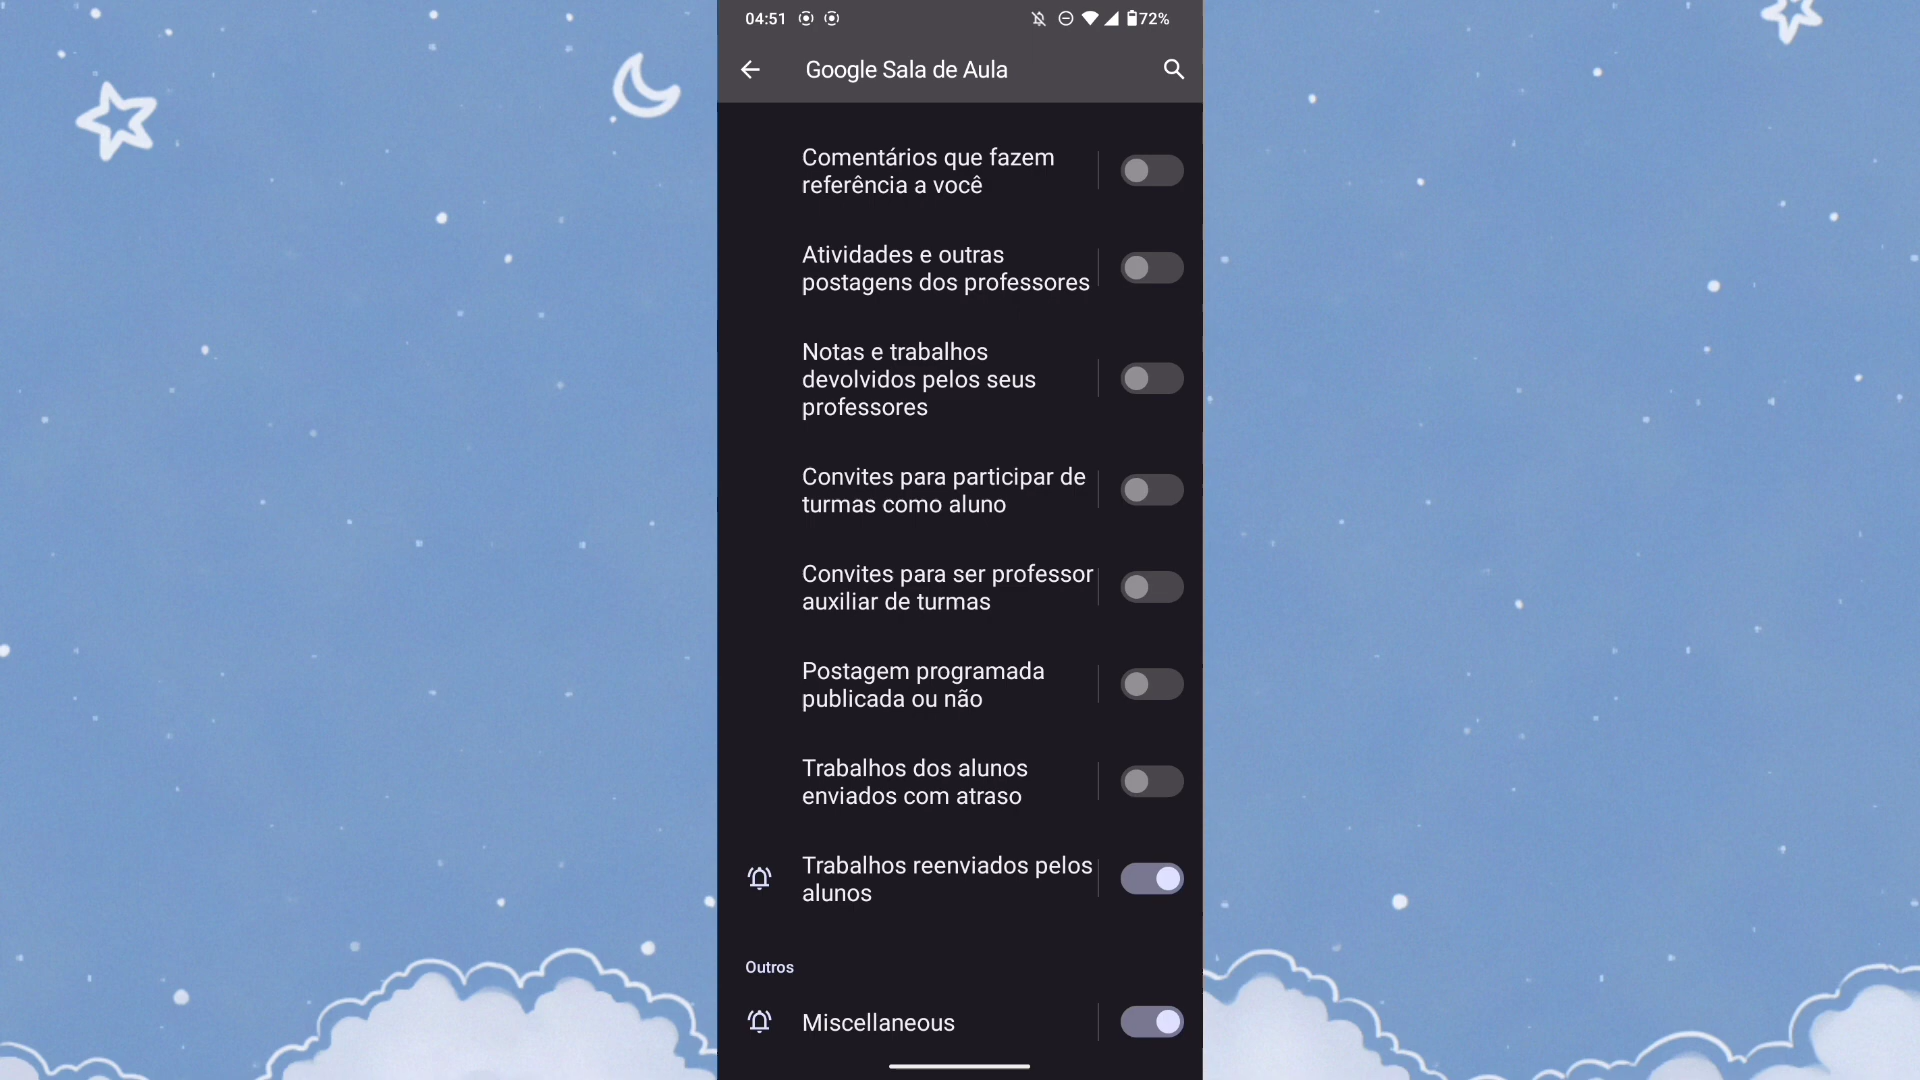 04:51
72%
Google Sala de Aula
Comentários que fazem
referência a você
Atividades e outras
postagens dos professores
Notas e trabalhos
devolvidos pelos seus
professores
Convites para participar de
turmas como aluno
Convites para ser professor
auxiliar de turmas
Postagem programada
publicada ou não
Trabalhos dos alunos
enviados com atraso
Trabalhos reenviados pelos
alunos
Outros
Miscellaneous